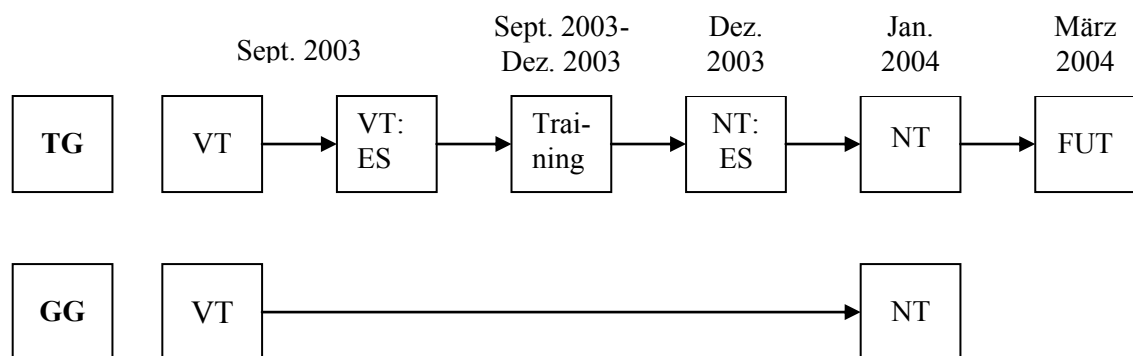 Sept. 2003
Sept. 2003-
Dez. 2003
Dez.
2003
Jan.
2004
März
2004
TG
VT
VT:
ES
Trai-
ning
NT:
ES
NT
FUT
GG
VT
NT